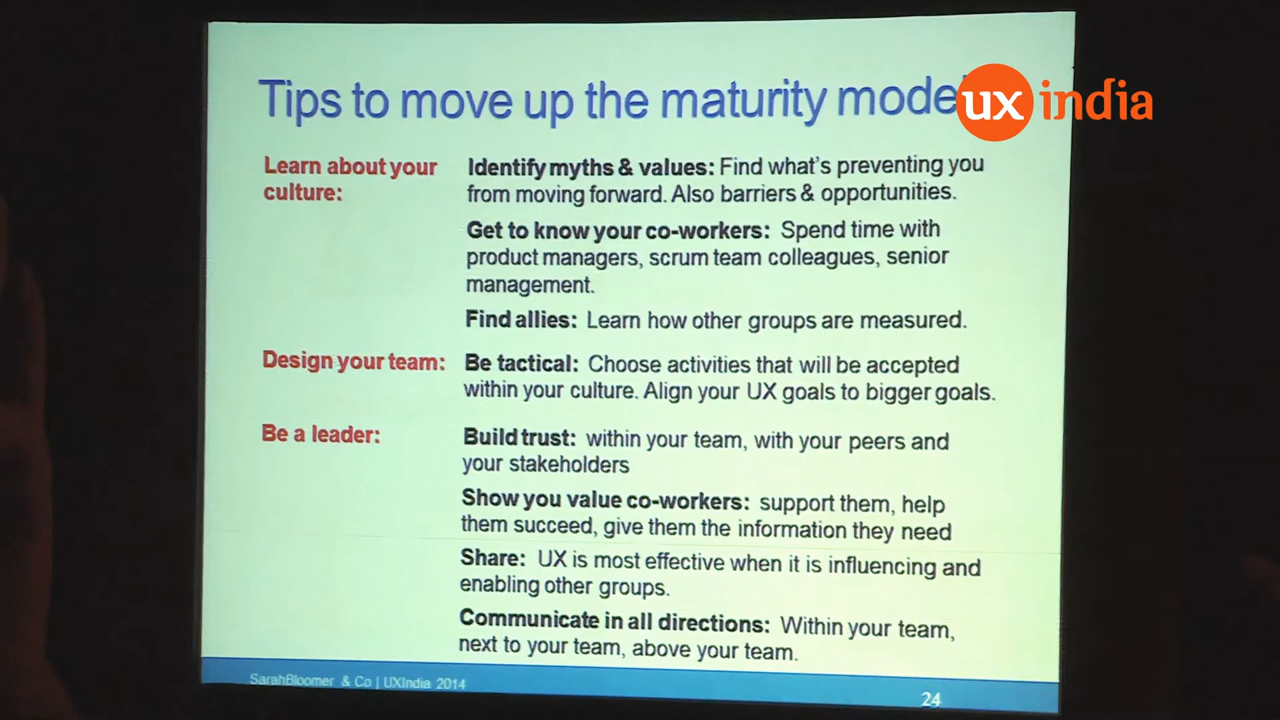 Tips to move up the maturity mode
ux india
Learn about your
culture:
Identify myths & values: Find what's preventing you
from moving forward. Also barriers & opportunities.
Get to know your co-workers: Spend time with
product managers, scrum team colleagues, senior
management.
Find allies: Learn how other groups are measured.
Design your team:
Be tactical: Choose activities that will be accepted
within your culture. Align your UX goals to bigger goals.
Be a leader:
Build trust: within your team, with your peers and
your stakeholders
Show you value co-workers: support them, help
them succeed, give them the information they need
Share: UX is most effective when it is influencing and
enabling other groups.
Communicate in all directions: Within your team,
next to your team, above your team.
SarahBloomer & Co | UXIndia 2014
24